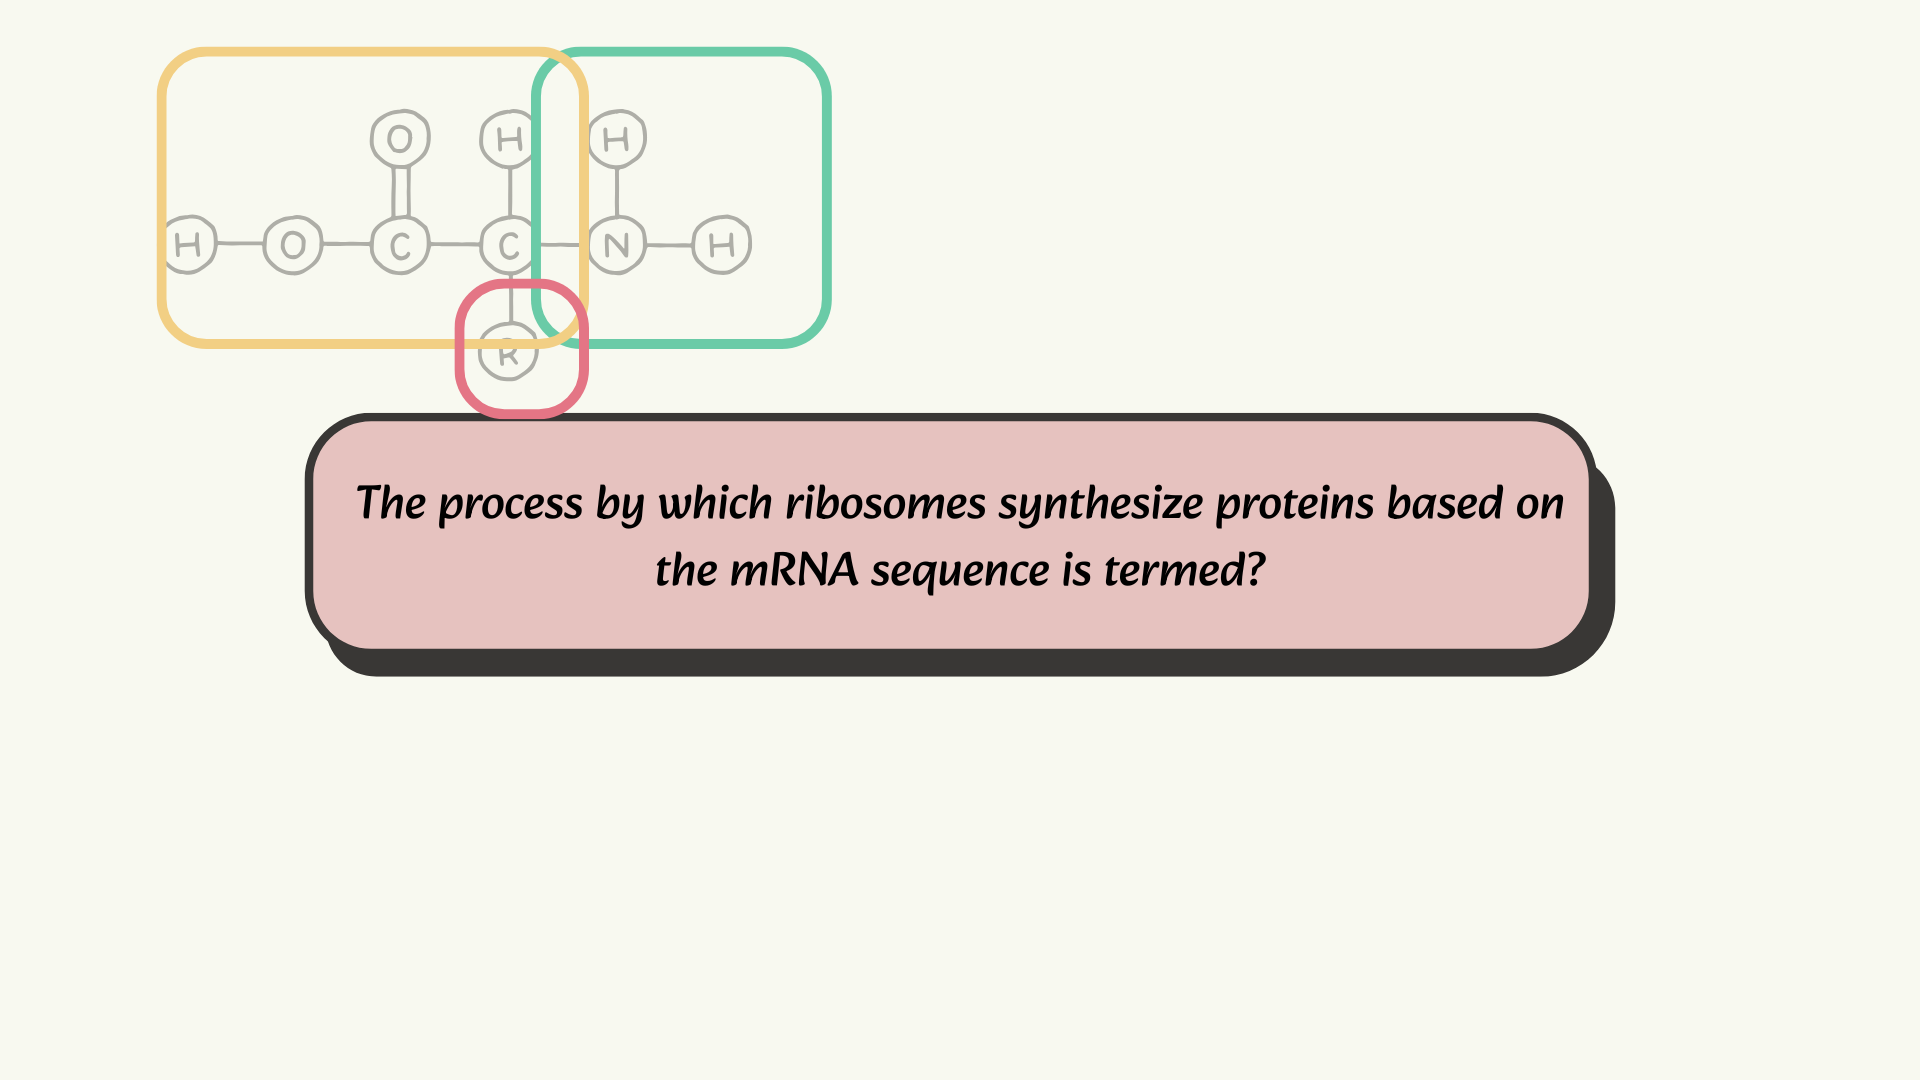 O H H
H O C C N H
R
The process by which ribosomes synthesize proteins based on
the mRNA sequence is termed?